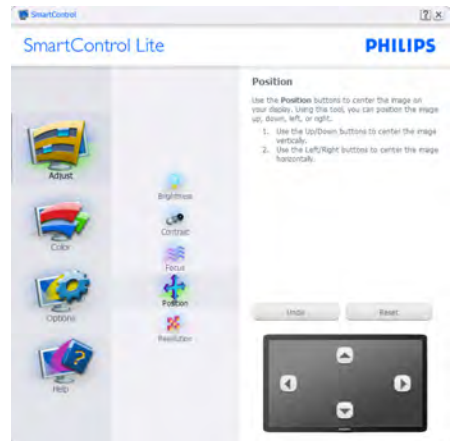 SmartControl
SmartControl Lite
PHILIPS
Adjust
Color
Options
Help
Brightness
Contrast
Focus
Position
Resolution
Position
Use the Position buttons to center the image on
your display. Using this tool, you can position the image
up, down, left, or right.
1. Use the Up/Down buttons to center the image
vertically.
2. Use the Left/Right buttons to center the image
horizontally.
Undo
Reset